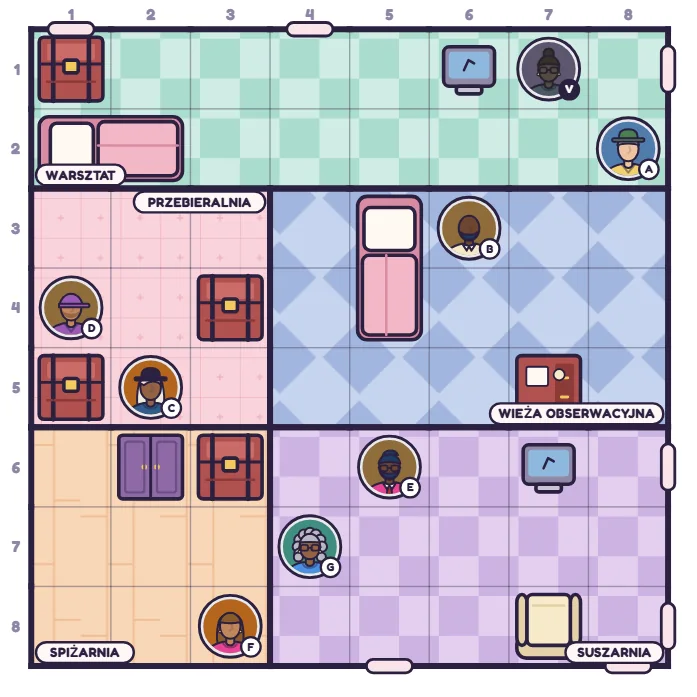 1 2 3 4 5 6 7 8
1
V
2
A
WARSZTAT
PRZEBIERALNIA
3
B
4
D
5
C
WIEŻA OBSERWACYJNA
6
E
7
G
8
F
SPIŻARNIA
SUSZARNIA